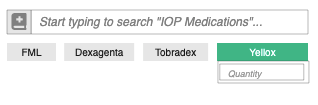 Start typing to search "IOP Medications"...
FML Dexagenta Tobradex Yellox
Quantity